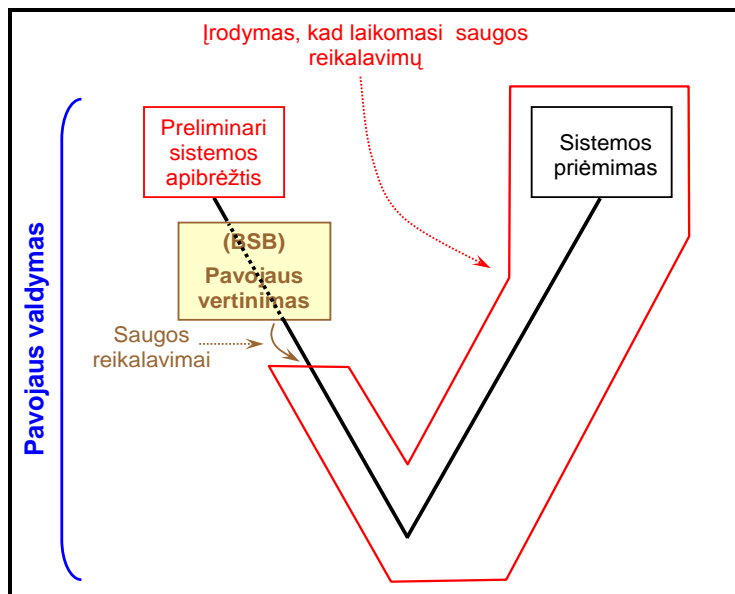 Įrodymas, kad laikomasi saugos
reikalavimų
Preliminari
sistemos
apibrėžtis
Sistemos
priėmimas
(BSB)
Pavojaus
vertinimas
Saugos
reikalavimai
Pavojaus valdymas